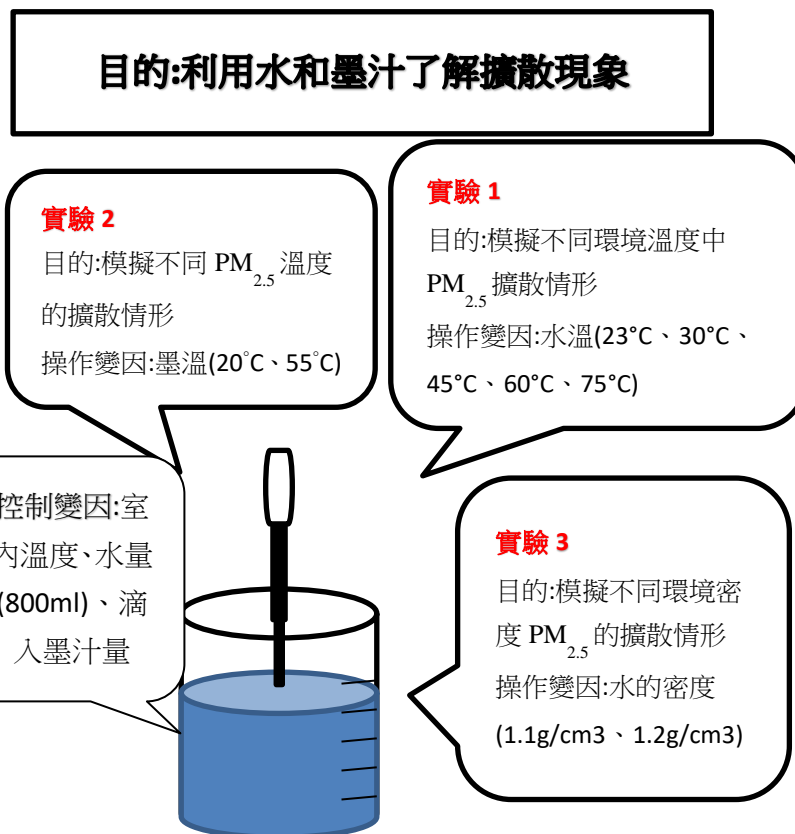 目的:利用水和墨汁了解擴散現象
實驗 2
目的:模擬不同 PM2.5 溫度
的擴散情形
操作變因:墨溫(20°C、55°C)
實驗 1
目的:模擬不同環境溫度中
PM2.5 擴散情形
操作變因:水溫(23°C、30°C、
45°C、60°C、75°C)
控制變因:室
內溫度、水量
(800ml)、滴
入墨汁量
實驗 3
目的:模擬不同環境密
度 PM2.5 的擴散情形
操作變因:水的密度
(1.1g/cm3、1.2g/cm3)